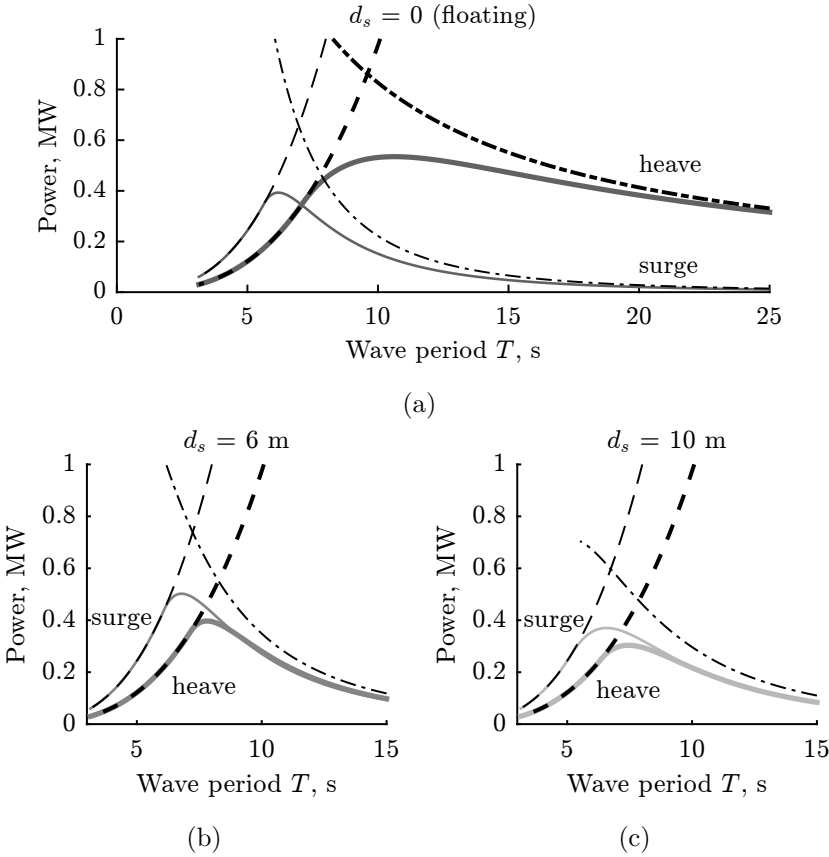 d_s = 0 (floating)
1
0.8
0.6
0.4
0.2
0
Power, MW
heave
surge
0 5 10 15 20 25
Wave period T, s
(a)
d_s = 6 m
1
0.8
0.6
0.4
0.2
0
Power, MW
surge
heave
5 10 15
Wave period T, s
(b)
d_s = 10 m
1
0.8
0.6
0.4
0.2
0
Power, MW
surge
heave
5 10 15
Wave period T, s
(c)